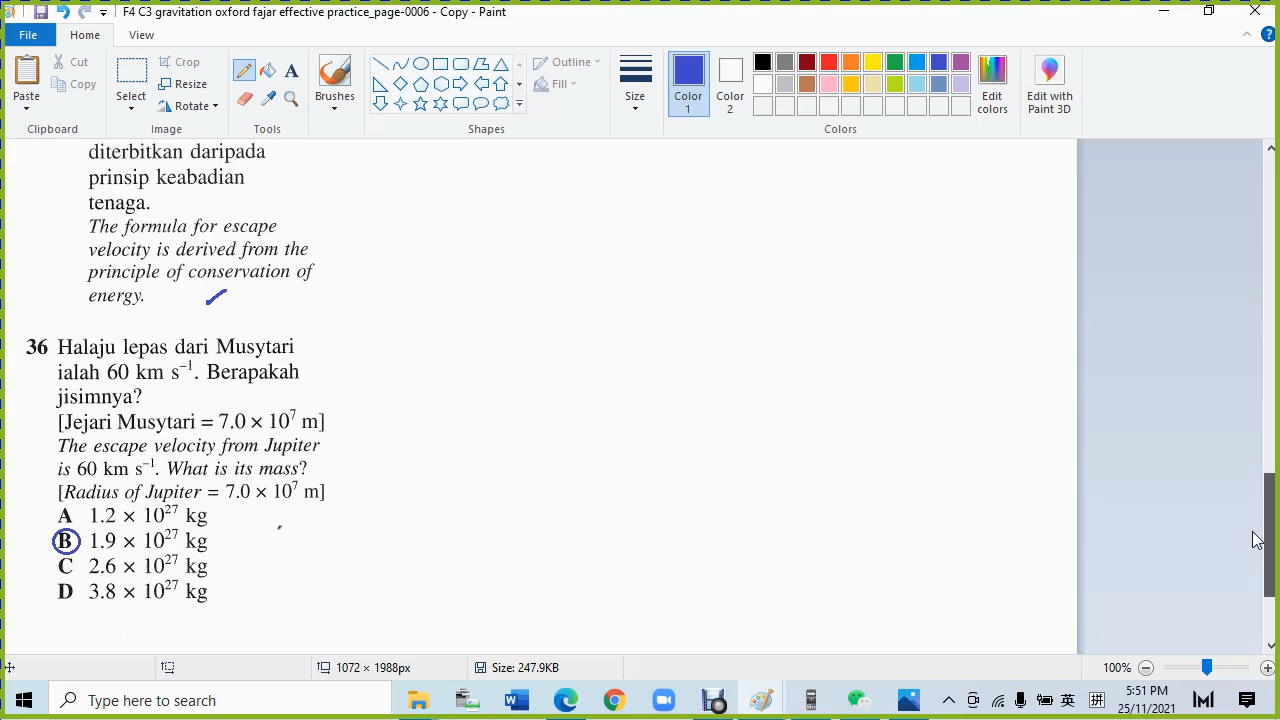 F4 C3 gravitation oxford fajar effective practice_page-0006 - Copy - Paint
File Home View
Paste
Cut
Copy
Select
Crop
Resize
Rotate
A
Brushes
Outline
Fill
Size
Color 1
Color 2
Edit colors
Edit with Paint 3D
Clipboard Image Tools Shapes Colors
diterbitkan daripada
prinsip keabadian
tenaga.
The formula for escape
velocity is derived from the
principle of conservation of
energy.
36 Halaju lepas dari Musytari
ialah 60 km s⁻¹. Berapakah
jisimnya?
[Jejari Musytari = 7.0 × 10⁷ m]
The escape velocity from Jupiter
is 60 km s⁻¹. What is its mass?
[Radius of Jupiter = 7.0 × 10⁷ m]
A 1.2 × 10²⁷ kg
B 1.9 × 10²⁷ kg
C 2.6 × 10²⁷ kg
D 3.8 × 10²⁷ kg
1072 × 1988px
Size: 247.9KB
100%
Type here to search
英
拼
5:51 PM
25/11/2021